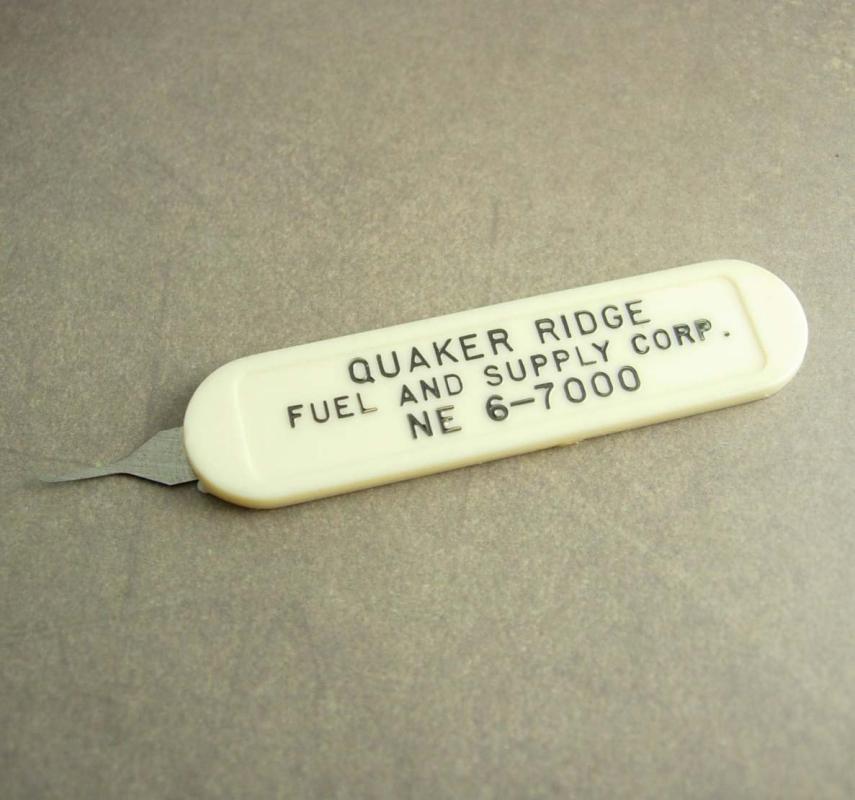 QUAKER RIDGE
FUEL AND SUPPLY CORP.
NE 6-7000